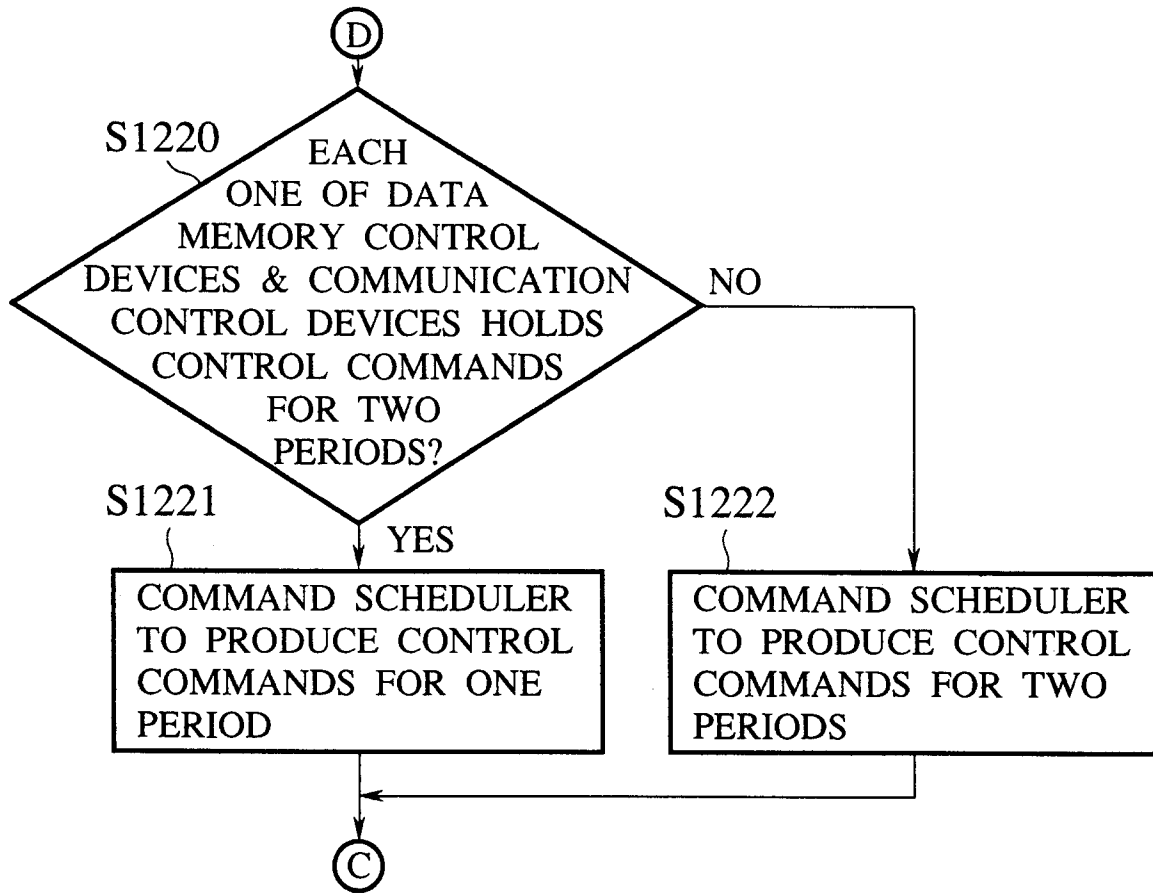 D
S1220
EACH
ONE OF DATA
MEMORY CONTROL
DEVICES & COMMUNICATION
CONTROL DEVICES HOLDS
CONTROL COMMANDS
FOR TWO
PERIODS?
NO
YES
S1221
COMMAND SCHEDULER
TO PRODUCE CONTROL
COMMANDS FOR ONE
PERIOD
S1222
COMMAND SCHEDULER
TO PRODUCE CONTROL
COMMANDS FOR TWO
PERIODS
C